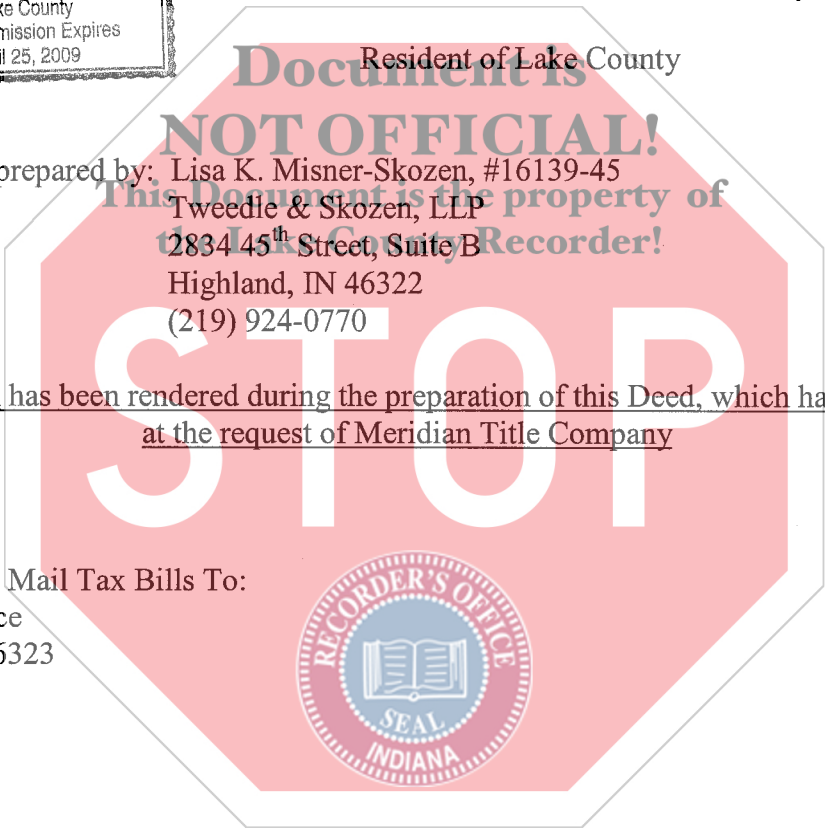 ke County
mission Expires
il 25, 2009
Resident of Lake County
Document is
NOT OFFICIAL!
This Document is the property of
the Lake County Recorder!
prepared by: Lisa K. Misner-Skozen, #16139-45
Tweedle & Skozen, LLP
2834 45th Street, Suite B
Highland, IN 46322
(219) 924-0770
STOP
has been rendered during the preparation of this Deed, which ha
at the request of Meridian Title Company
Mail Tax Bills To:
ce
6323
RECORDER'S OFFICE
SEAL
INDIANA